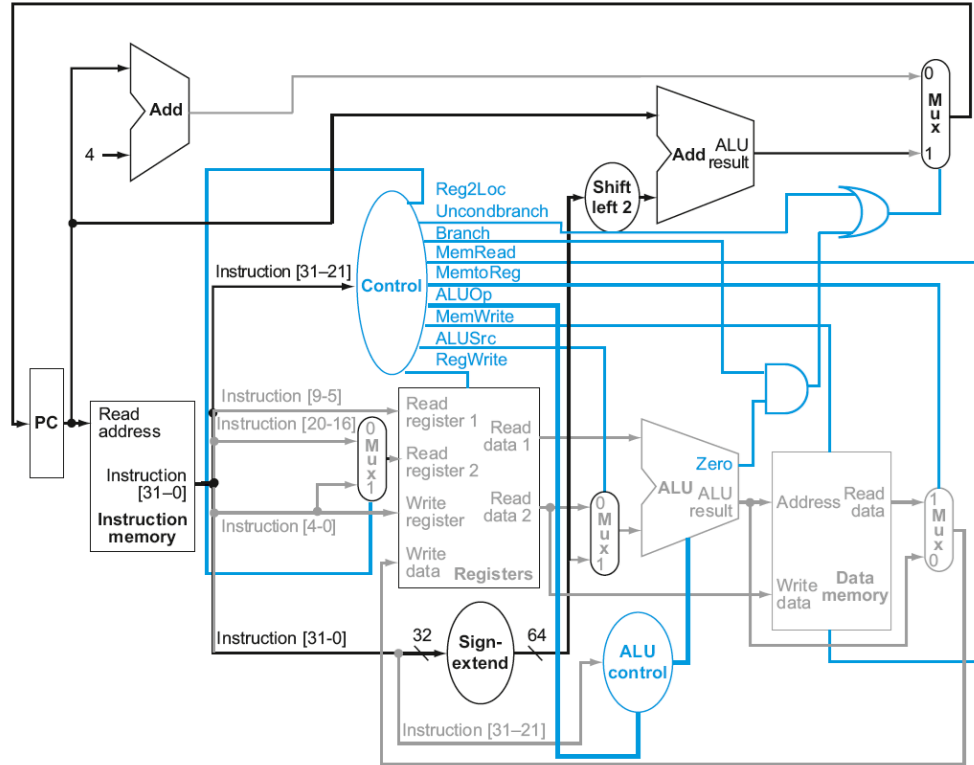 0
Add
M
u
x
ALU
Add
result
4
1
Shift
left 2
Reg2Loc
Uncondbranch
Branch
MemRead
Instruction [31–21]
Control
MemtoReg
ALUOp
MemWrite
ALUSrc
RegWrite
PC
Read
address
Instruction
[31–0]
Instruction
memory
Instruction [9-5]
Instruction [20-16]
Instruction [4-0]
0
M
u
x
1
Read
register 1
Read
data 1
Read
register 2
Write
register
Read
data 2
Write
data
Registers
0
M
u
x
1
Zero
ALU
ALU
result
Address
Read
data
Write
data
Data
memory
1
M
u
x
0
Instruction [31-0]
32
Sign-
extend
64
ALU
control
Instruction [31–21]